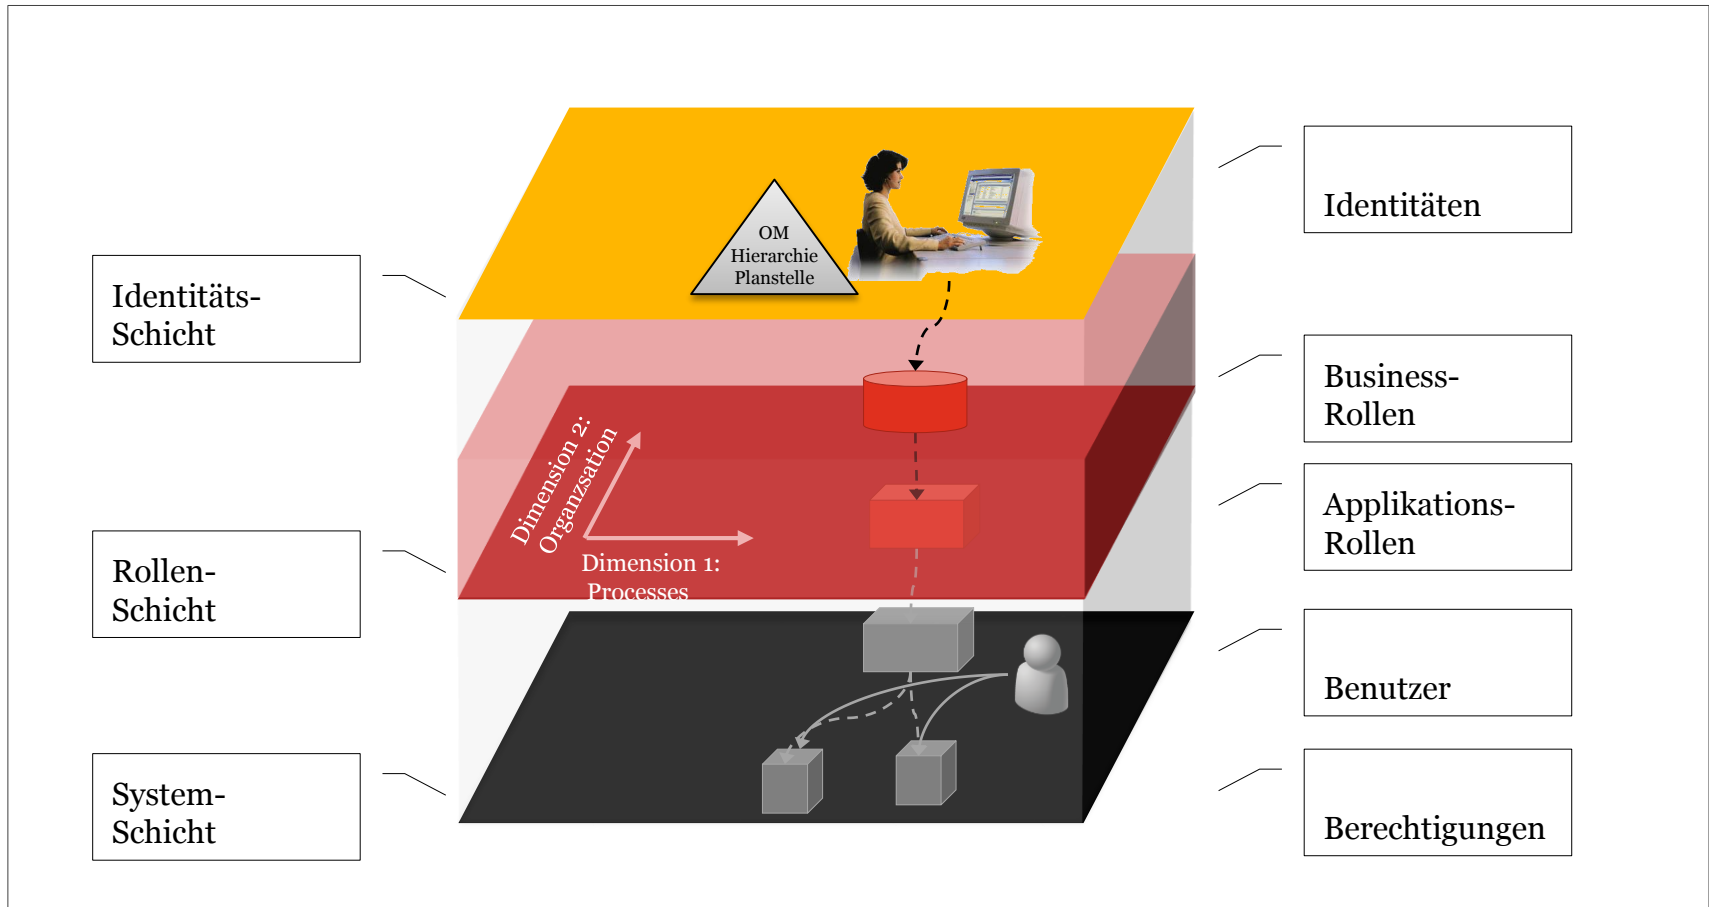 OM
Hierarchie
Planstelle
Identitäts-
Schicht
Rollen-
Schicht
System-
Schicht
Dimension 2:
Organzsation
Dimension 1:
Processes
Identitäten
Business-
Rollen
Applikations-
Rollen
Benutzer
Berechtigungen